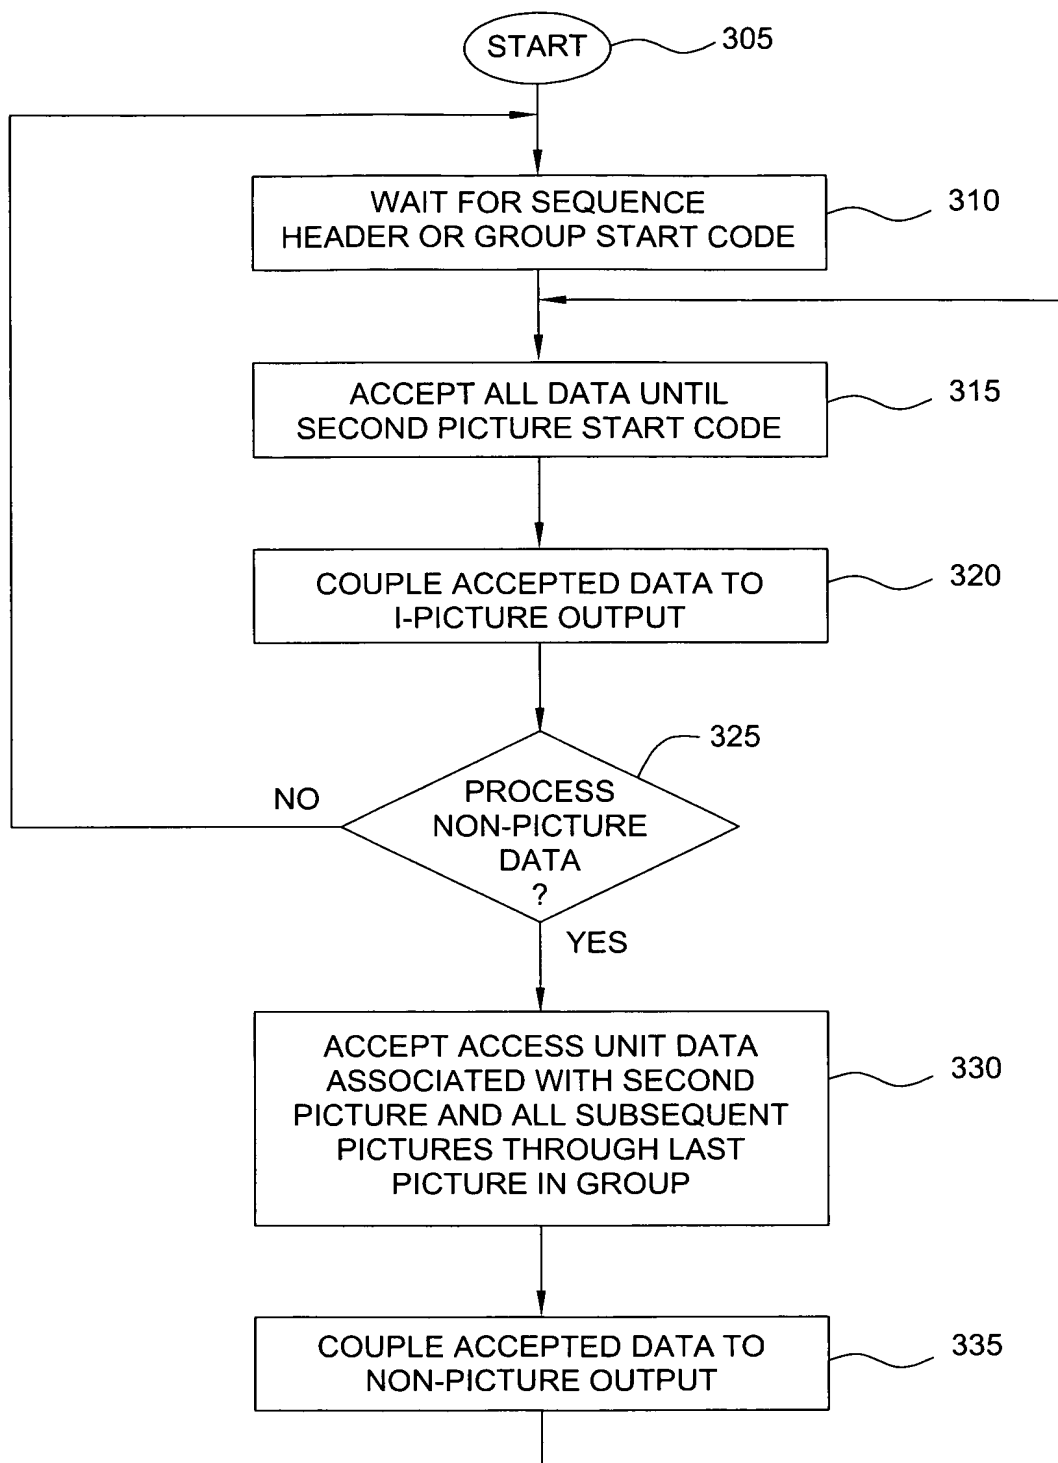 START
305
WAIT FOR SEQUENCE
HEADER OR GROUP START CODE
310
ACCEPT ALL DATA UNTIL
SECOND PICTURE START CODE
315
COUPLE ACCEPTED DATA TO
I-PICTURE OUTPUT
320
325
NO
PROCESS
NON-PICTURE
DATA
?
YES
ACCEPT ACCESS UNIT DATA
ASSOCIATED WITH SECOND
PICTURE AND ALL SUBSEQUENT
PICTURES THROUGH LAST
PICTURE IN GROUP
330
COUPLE ACCEPTED DATA TO
NON-PICTURE OUTPUT
335